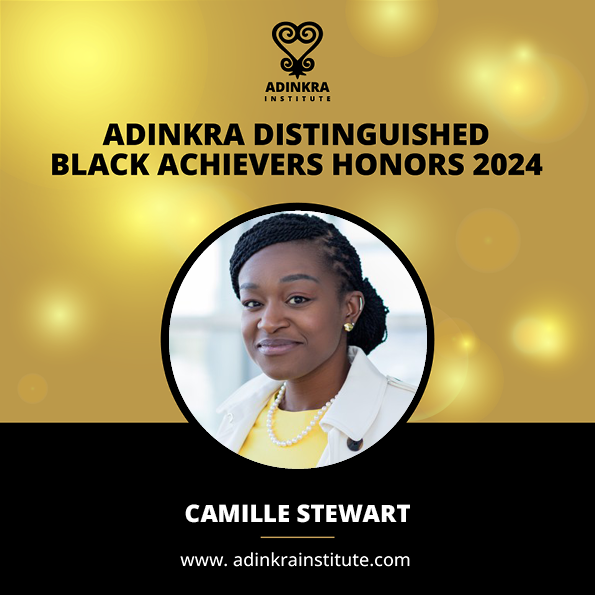 ADINKRA
INSTITUTE
ADINKRA DISTINGUISHED
BLACK ACHIEVERS HONORS 2024
CAMILLE STEWART
www. adinkrainstitute.com